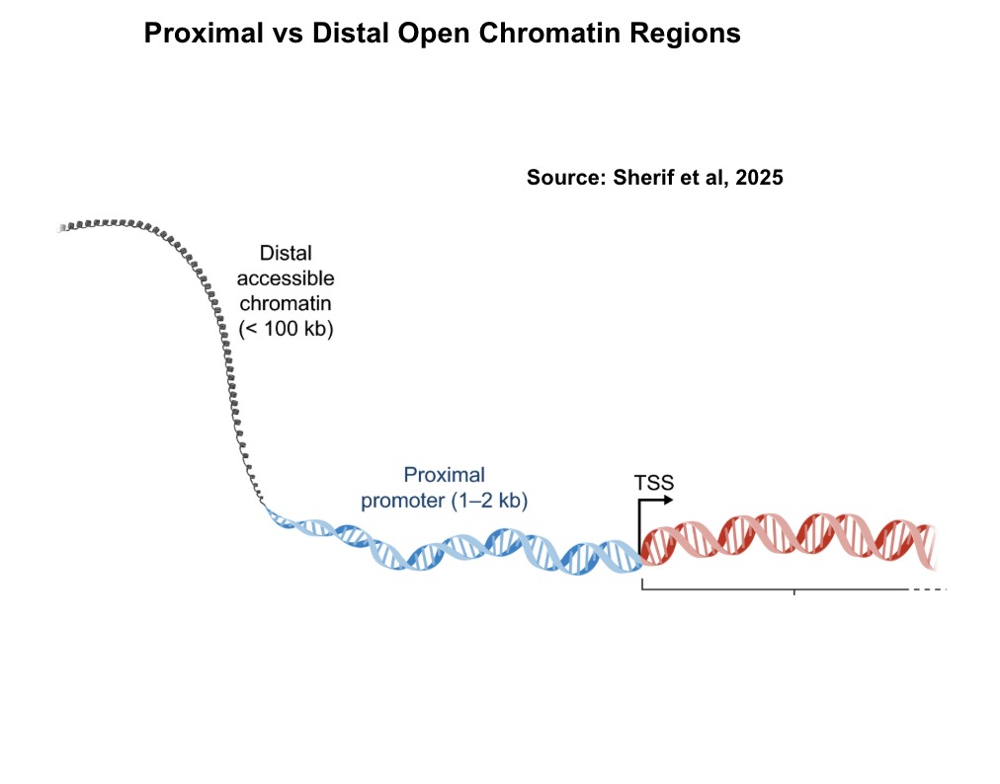 Proximal vs Distal Open Chromatin Regions
Source: Sherif et al, 2025
Distal
accessible
chromatin
(< 100 kb)
Proximal
promoter (1–2 kb)
TSS